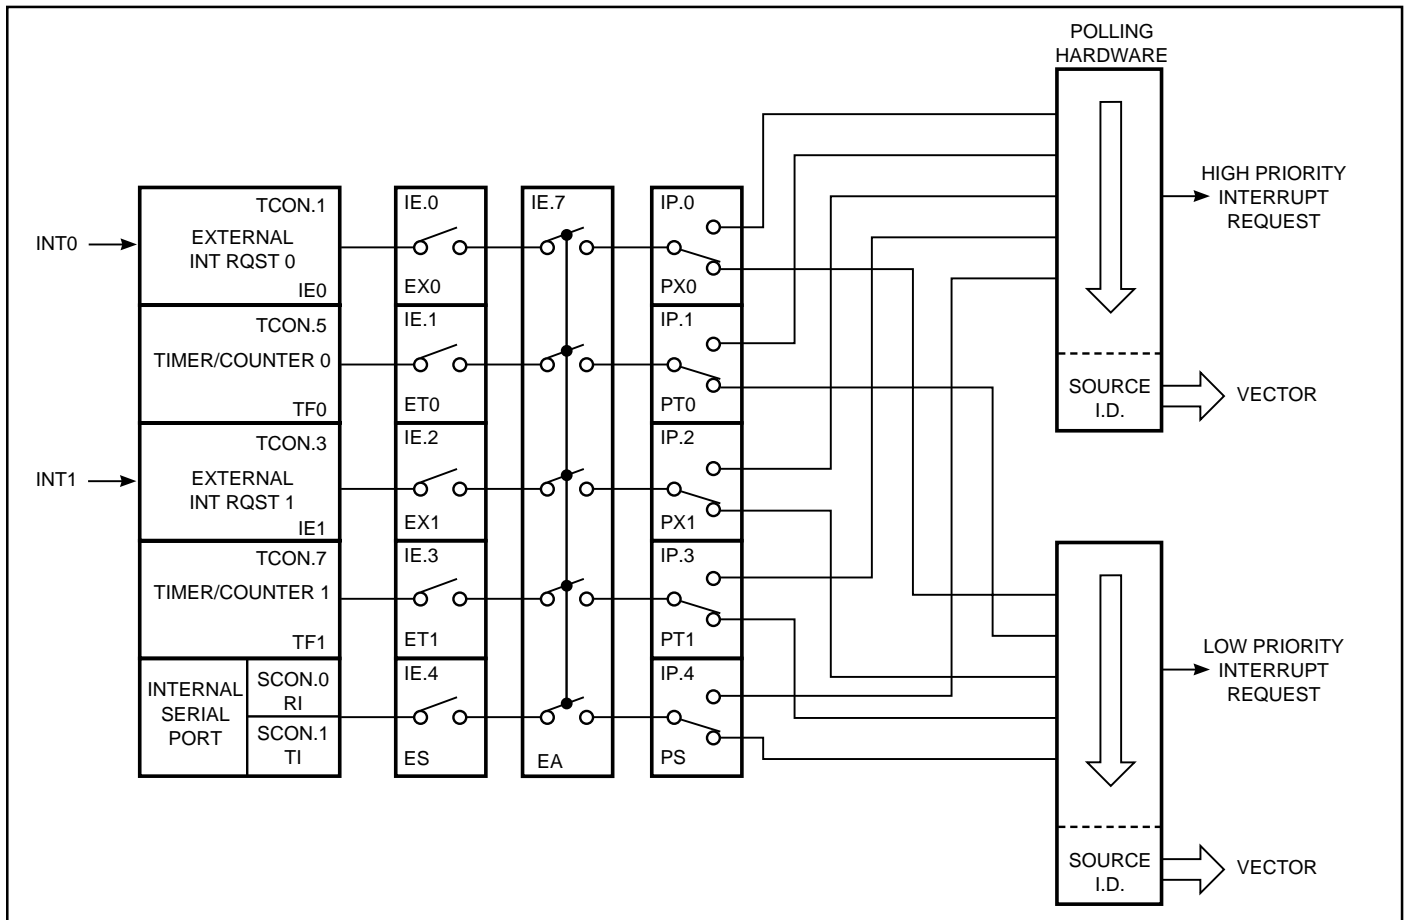 POLLING
HARDWARE
HIGH PRIORITY
INTERRUPT
REQUEST
SOURCE
I.D.
VECTOR
INT0
TCON.1
EXTERNAL
INT RQST 0
IE0
IE.0
EX0
IE.7
IP.0
PX0
TCON.5
TIMER/COUNTER 0
TF0
IE.1
ET0
IP.1
PT0
INT1
TCON.3
EXTERNAL
INT RQST 1
IE1
IE.2
EX1
IP.2
PX1
TCON.7
TIMER/COUNTER 1
TF1
IE.3
ET1
IP.3
PT1
INTERNAL
SERIAL
PORT
SCON.0
RI
SCON.1
TI
IE.4
ES
EA
IP.4
PS
LOW PRIORITY
INTERRUPT
REQUEST
SOURCE
I.D.
VECTOR